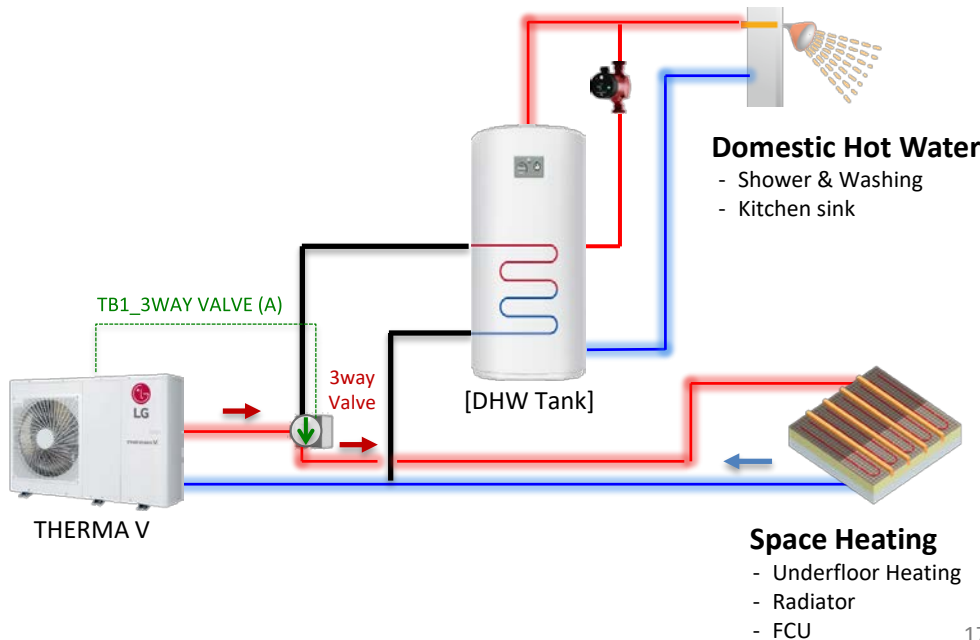 Domestic Hot Water
- Shower & Washing
- Kitchen sink
TB1_3WAY VALVE (A)
3way
Valve
[DHW Tank]
LG
THERMA V
Space Heating
- Underfloor Heating
- Radiator
- FCU